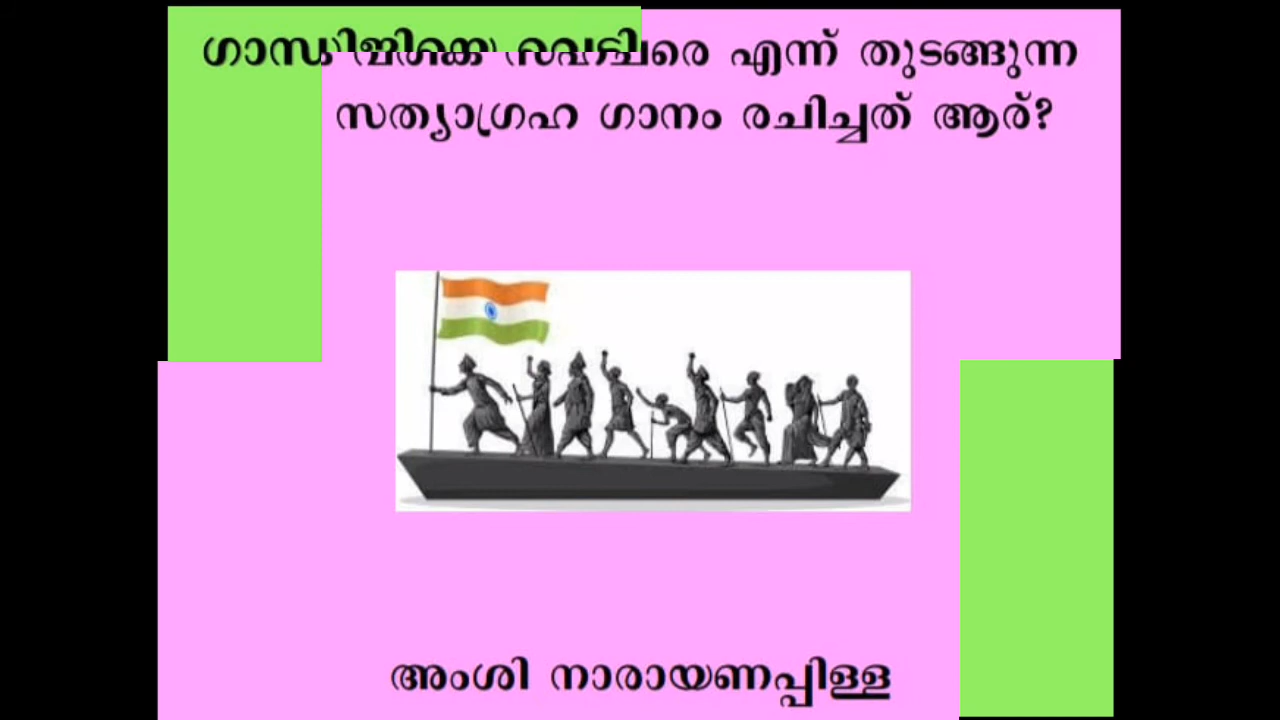 എന്ന് തുടങ്ങുന്ന
സത്യാഗ്രഹ ഗാനം രചിച്ചത് ആര്?
അംശി നാരായണപ്പിള്ള